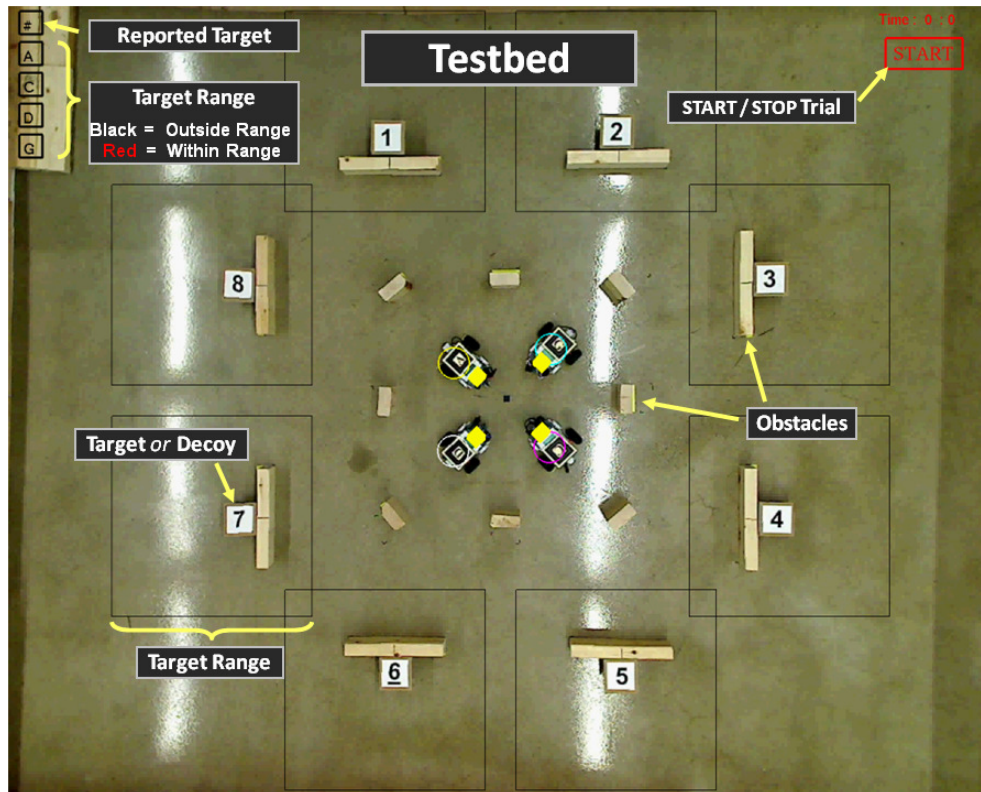 #
A
C
D
G
Reported Target
Target Range
Black = Outside Range
Red = Within Range
Testbed
Time : 0 : 0
START
START / STOP Trial
1
2
8
3
Obstacles
Target or Decoy
7
4
Target Range
6
5